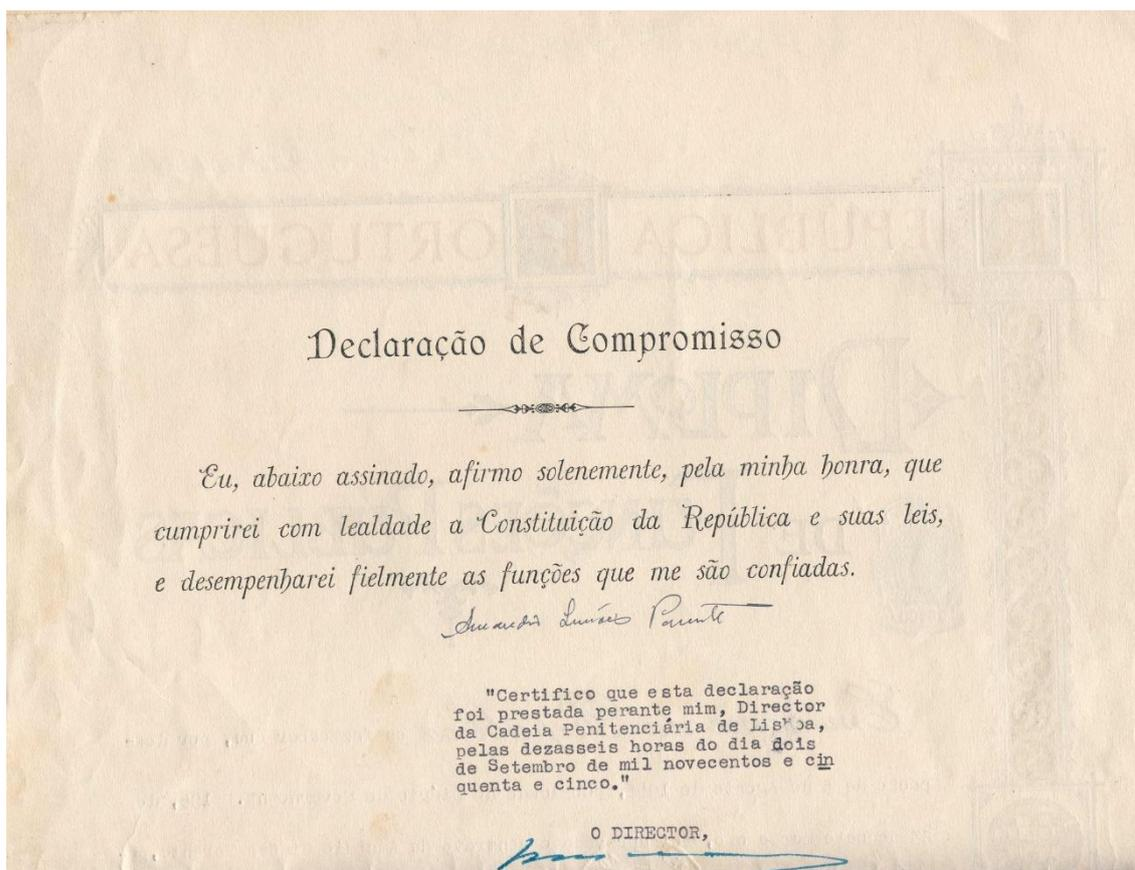 Declaração de Compromisso
Eu, abaixo assinado, afirmo solenemente, pela minha honra, que
cumprirei com lealdade a Constituição da República e suas leis,
e desempenharei fielmente as funções que me são confiadas.
"Certifico que esta declaração
foi prestada perante mim, Director
da Cadeia Penitenciária de Lisboa,
pelas dezasseis horas do dia dois
de Setembro de mil novecentos e cin
quenta e cinco."
O DIRECTOR,